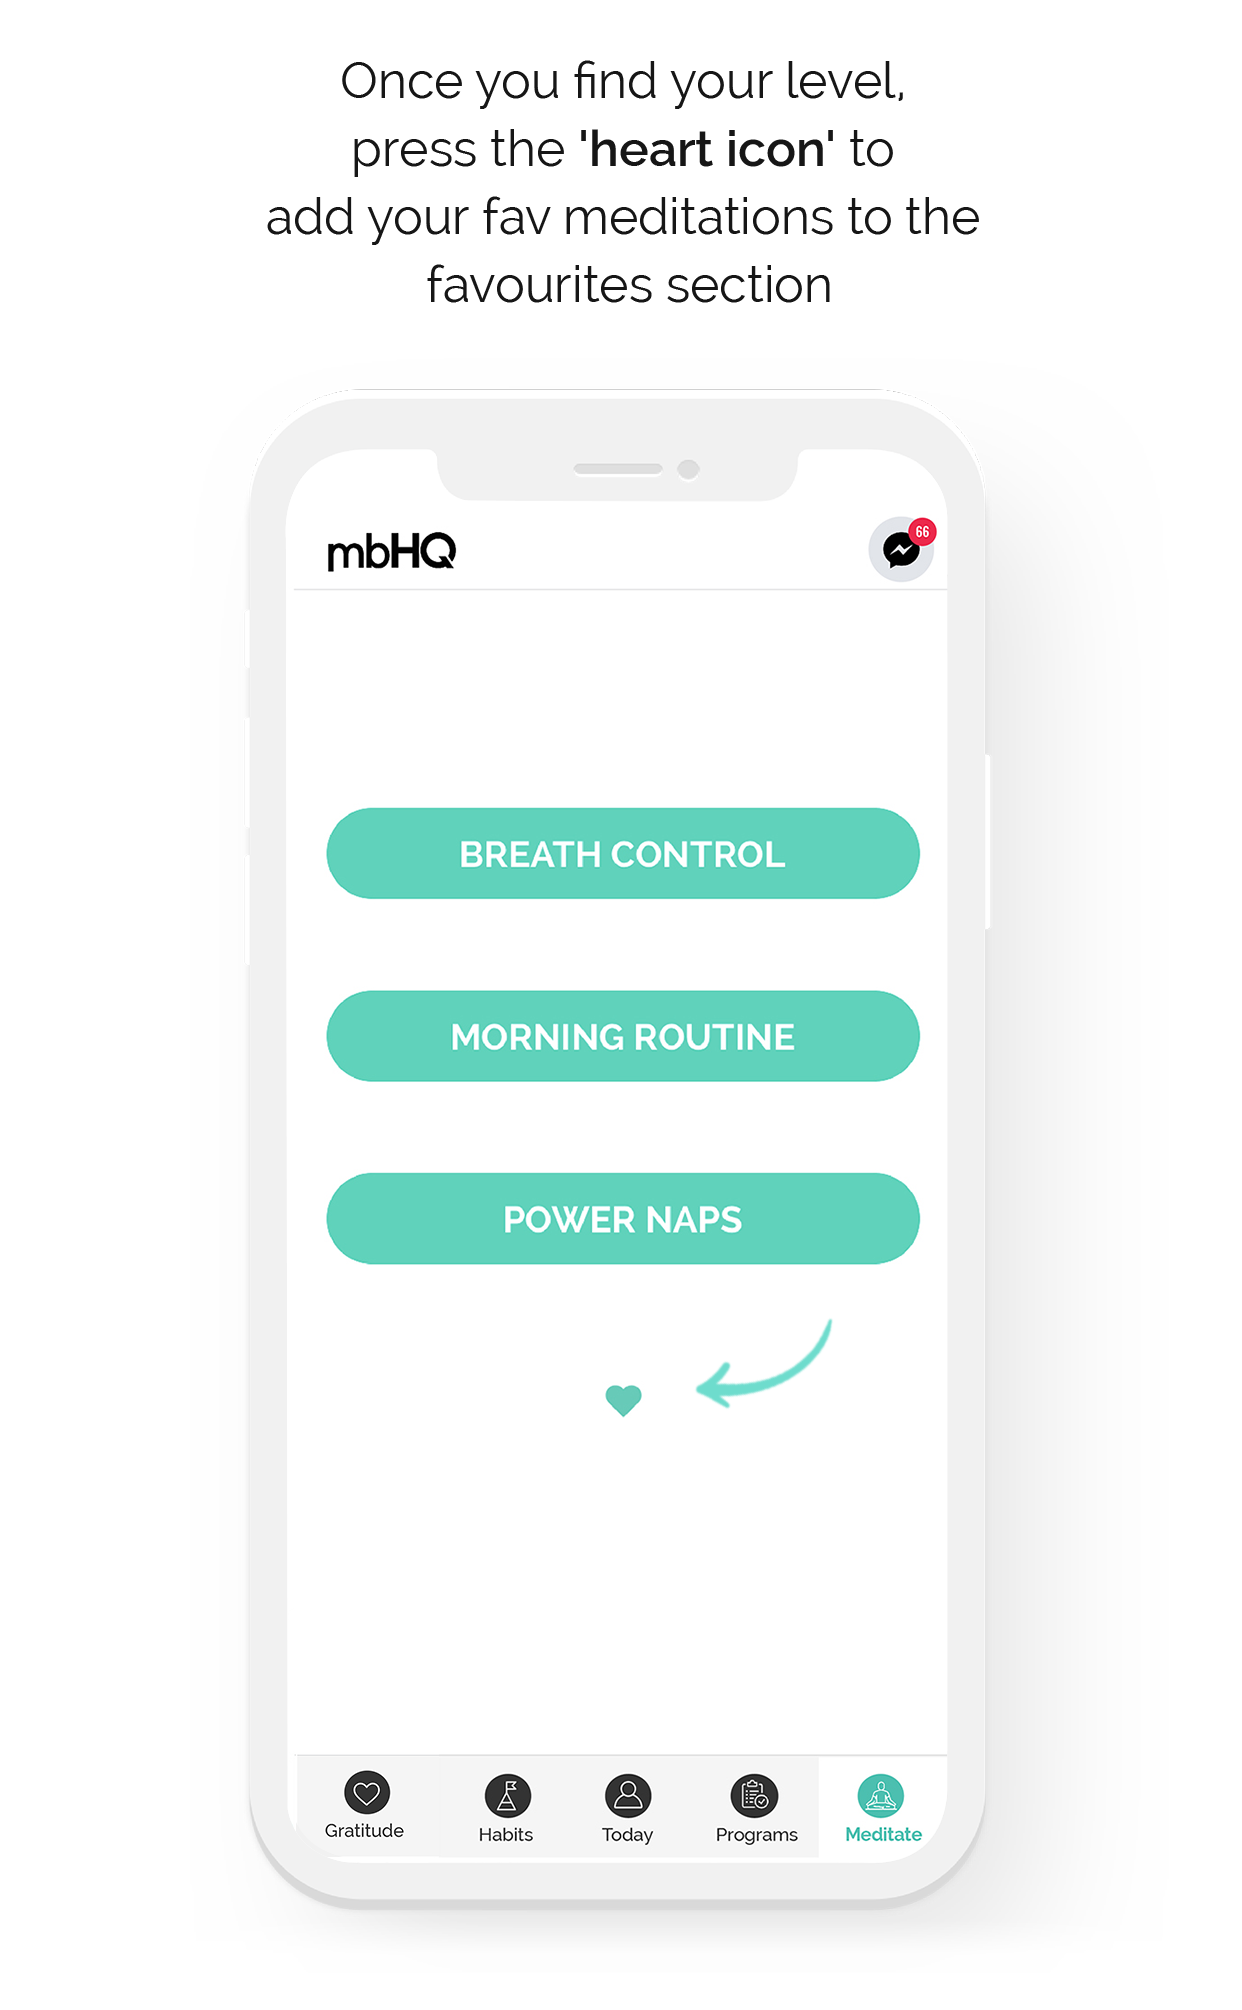 Once you find your level,
press the 'heart icon' to
add your fav meditations to the
favourites section
mbHQ
66
BREATH CONTROL
MORNING ROUTINE
POWER NAPS
Gratitude
Habits
Today
Programs
Meditate